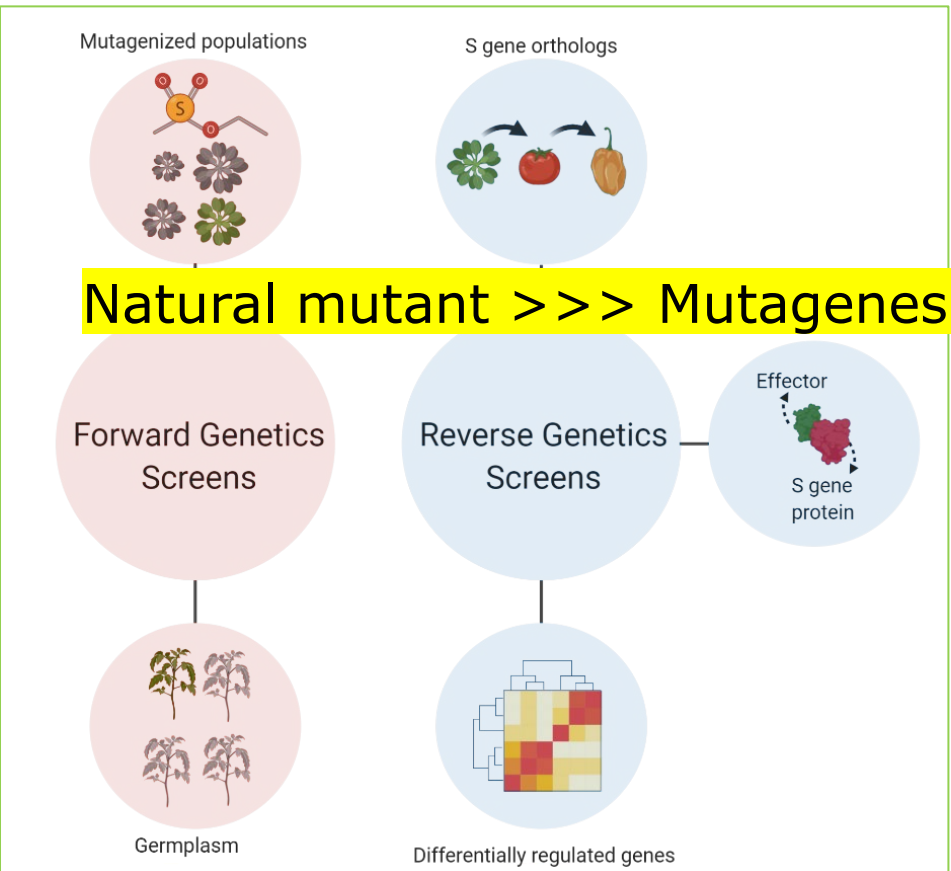 Mutagenized populations
S gene orthologs
O
O
S
O
Natural mutant >>> Mutagenes
Forward Genetics
Screens
Reverse Genetics
Screens
Effector
S gene
protein
Germplasm
Differentially regulated genes